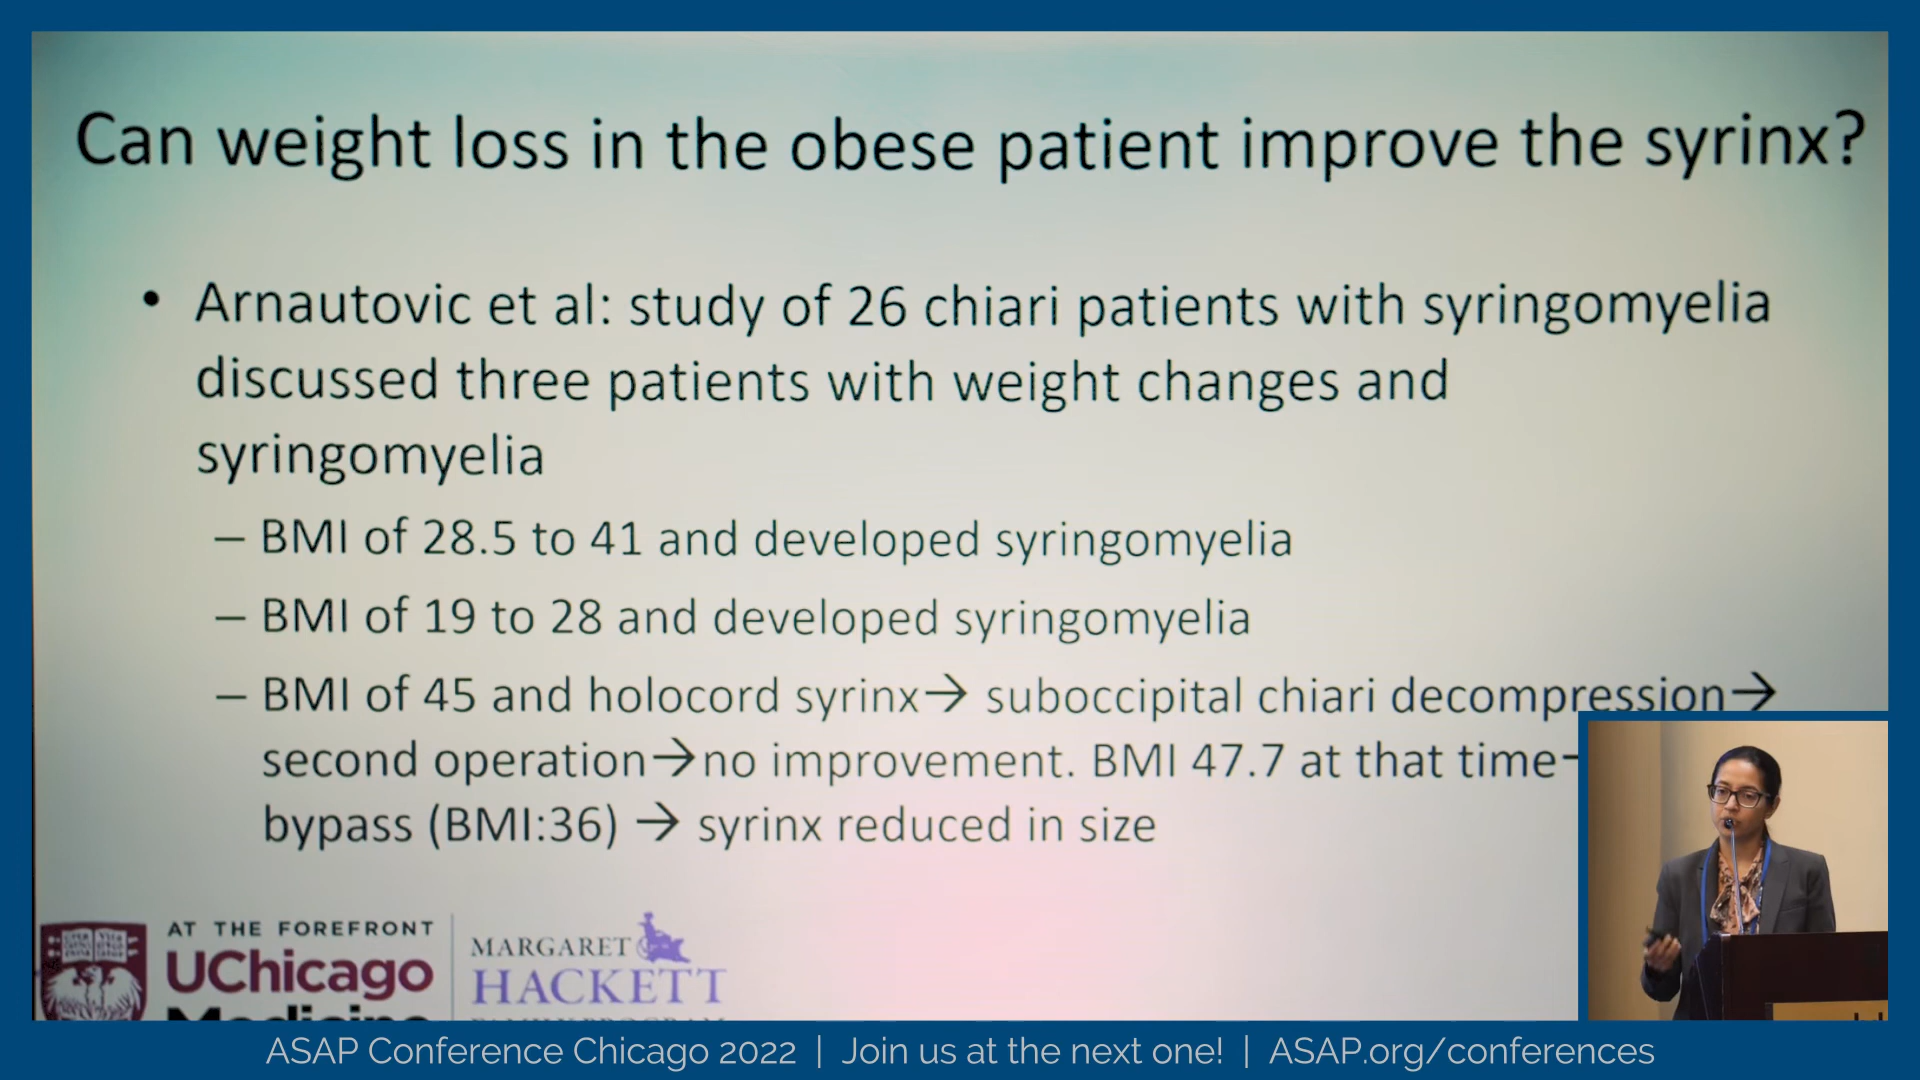 Can weight loss in the obese patient improve the syrinx?
• Arnautovic et al: study of 26 chiari patients with syringomyelia
discussed three patients with weight changes and
syringomyelia
– BMI of 28.5 to 41 and developed syringomyelia
– BMI of 19 to 28 and developed syringomyelia
– BMI of 45 and holocord syrinx→ suboccipital chiari decompression→
second operation→no improvement. BMI 47.7 at that time
bypass (BMI:36) → syrinx reduced in size
AT THE FOREFRONT
UChicago
Medicine
MARGARET
HACKETT
FAMILY PROGRAM
ASAP Conference Chicago 2022 | Join us at the next one! | ASAP.org/conferences